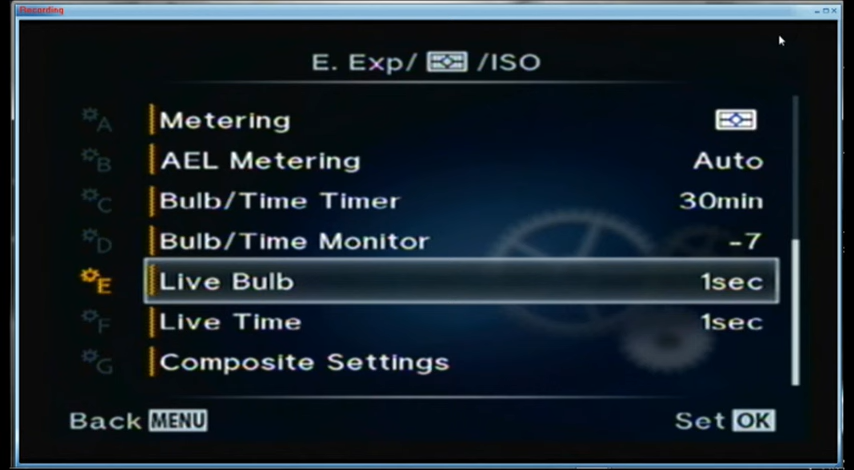 Recording
E. Exp/ /ISO
A
Metering
B
AEL Metering Auto
C
Bulb/Time Timer 30min
D
Bulb/Time Monitor -7
E
Live Bulb 1sec
F
Live Time 1sec
G
Composite Settings
Back MENU Set OK